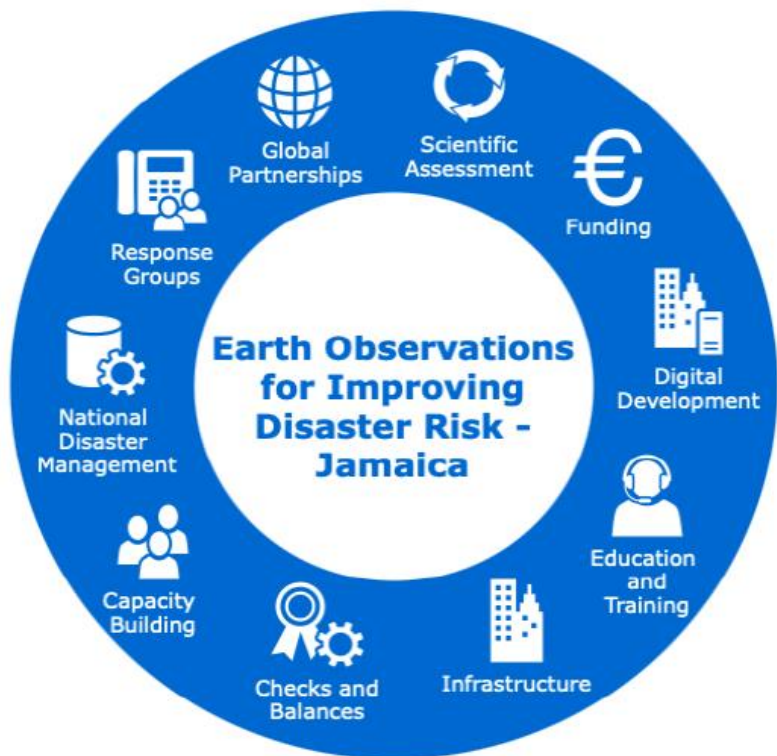 Global
Partnerships
Scientific
Assessment
Funding
Digital
Development
Education
and
Training
Infrastructure
Checks and
Balances
Capacity
Building
National
Disaster
Management
Response
Groups
Earth Observations
for Improving
Disaster Risk -
Jamaica